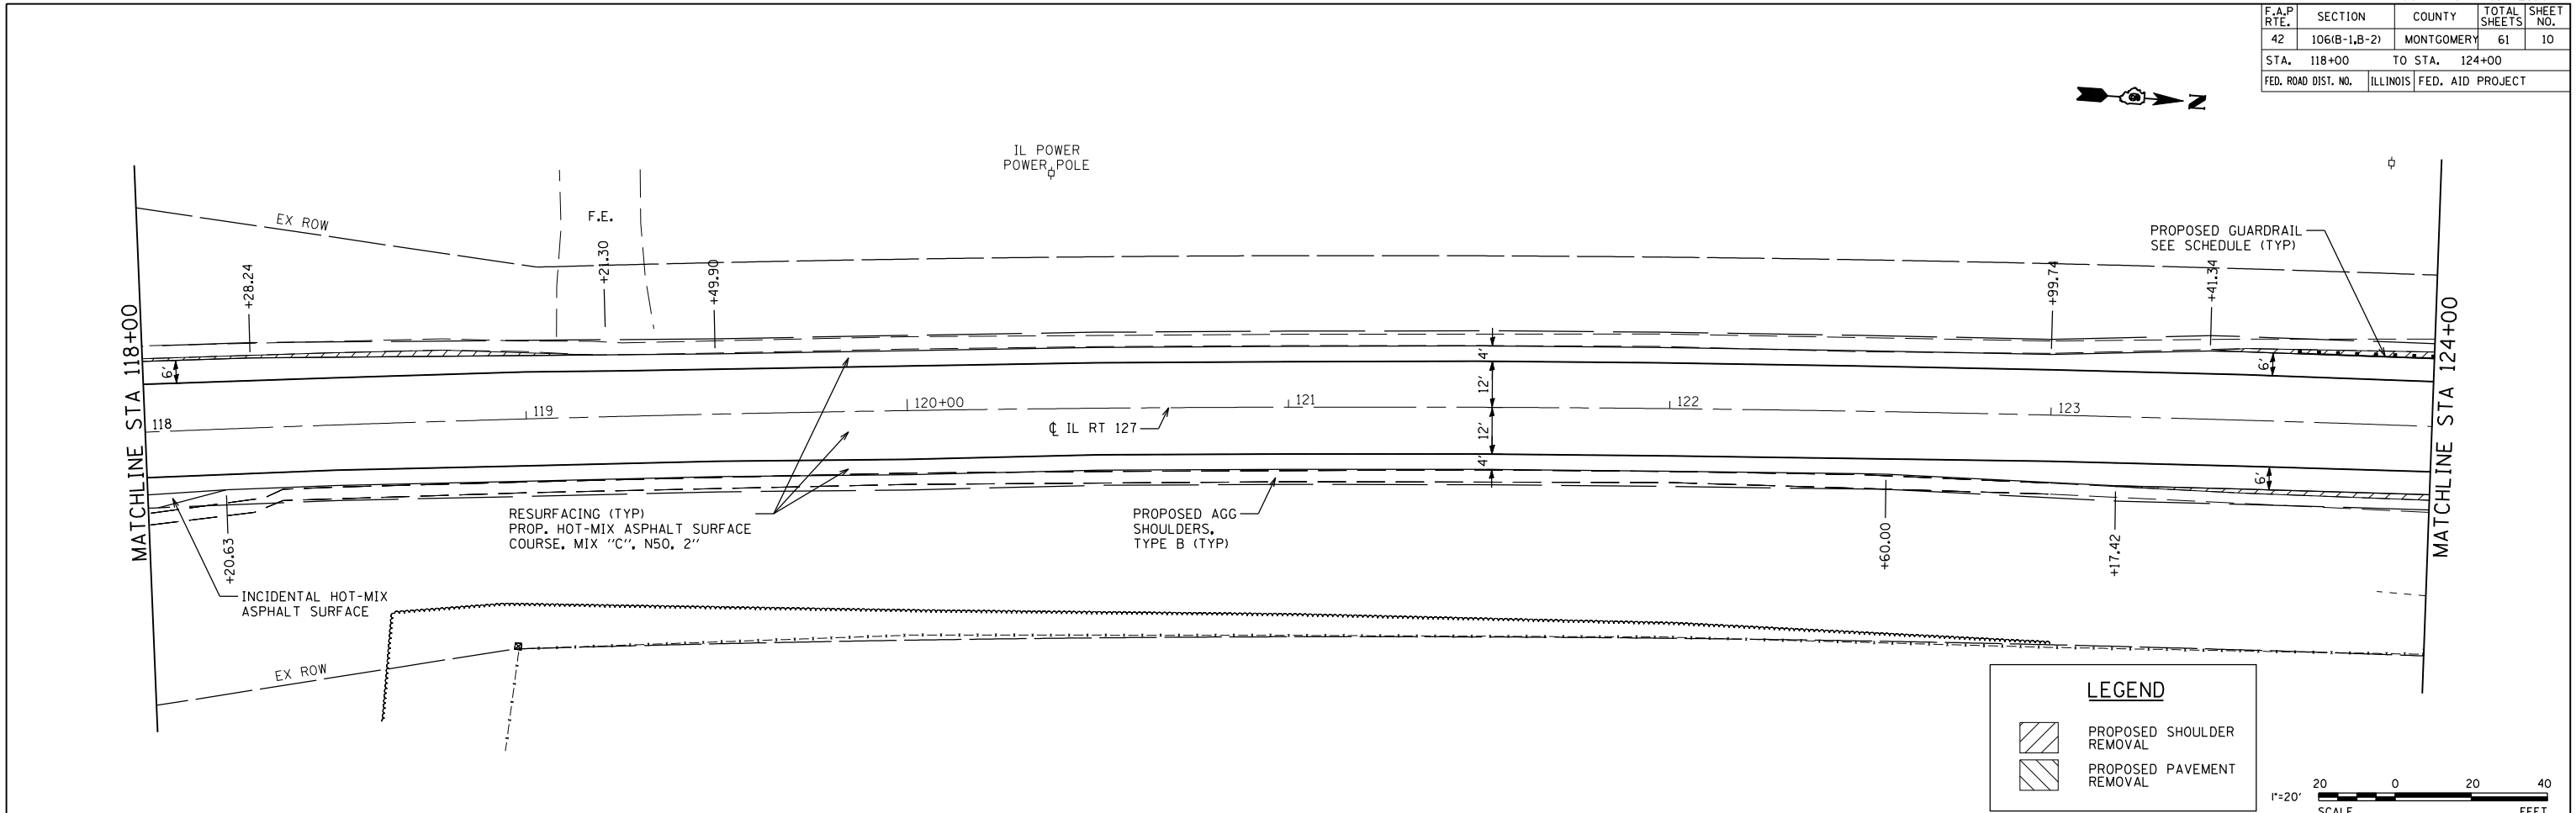 F.A.P RTE. SECTION COUNTY TOTAL SHEETS SHEET NO.
42 106(B-1,B-2) MONTGOMERY 61 10
STA. 118+00 TO STA. 124+00
FED. ROAD DIST. NO. ILLINOIS FED. AID PROJECT
N
IL POWER
POWER POLE
EX ROW
F.E.
+28.24
+21.30
+49.90
+99.74
+41.34
PROPOSED GUARDRAIL
SEE SCHEDULE (TYP)
MATCHLINE STA 118+00
MATCHLINE STA 124+00
6'
4'
12'
12'
4'
6'
6'
118
119
120+00
121
122
123
℄ IL RT 127
RESURFACING (TYP)
PROP. HOT-MIX ASPHALT SURFACE
COURSE, MIX "C", N50, 2"
PROPOSED AGG
SHOULDERS,
TYPE B (TYP)
+20.63
+60.00
+17.42
INCIDENTAL HOT-MIX
ASPHALT SURFACE
EX ROW
LEGEND
PROPOSED SHOULDER
REMOVAL
PROPOSED PAVEMENT
REMOVAL
1"=20'
20 0 20 40
SCALE FEET